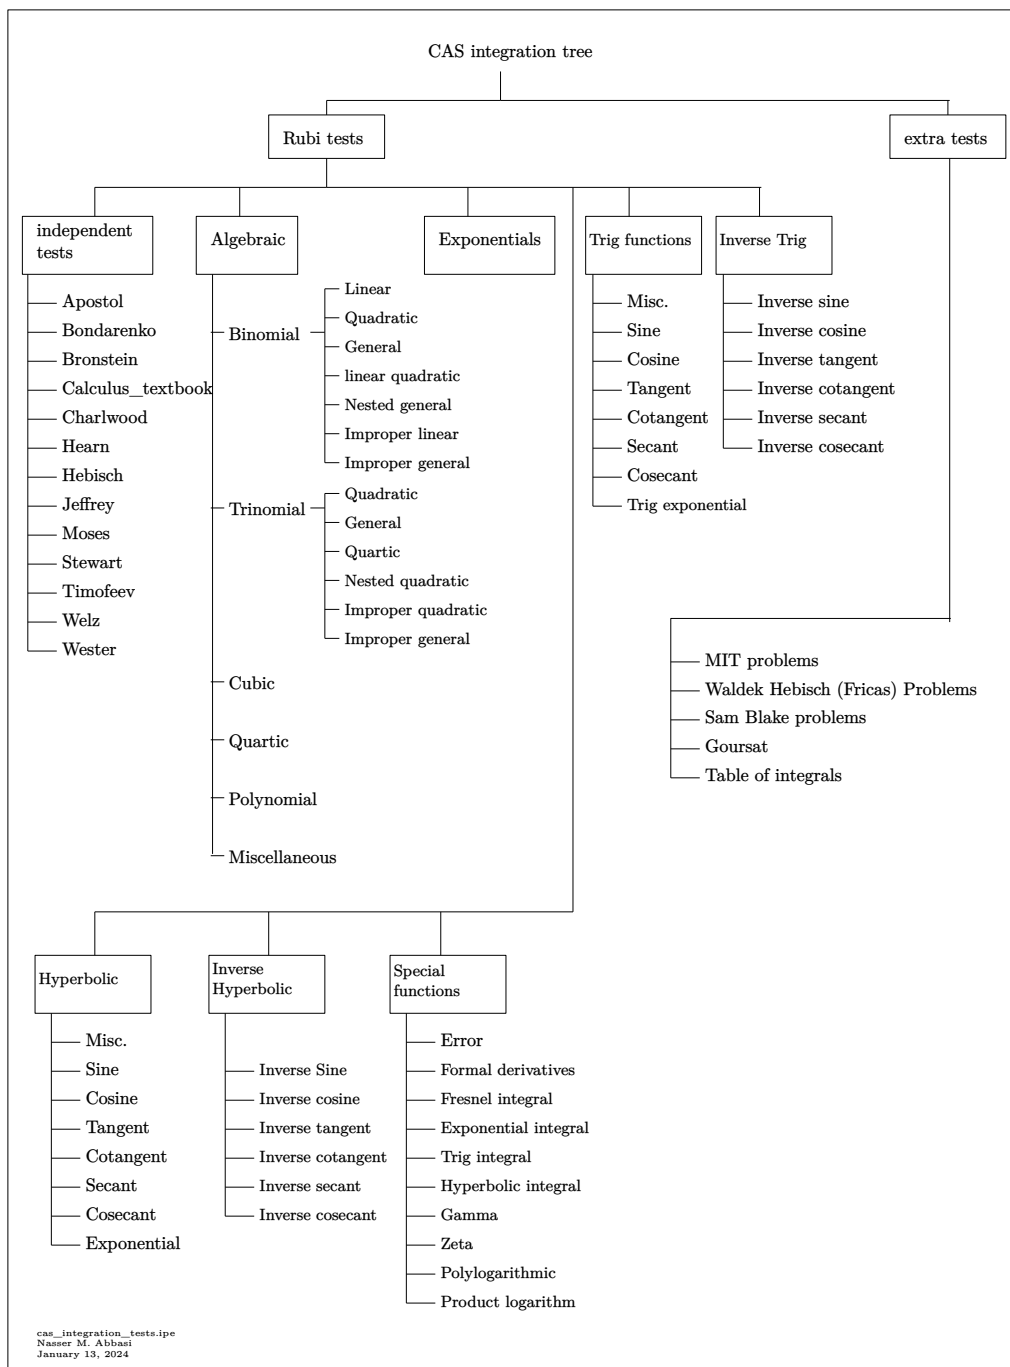 CAS integration tree
Rubi tests
extra tests
independent
tests
Algebraic
Exponentials
Trig functions
Inverse Trig
Apostol
Bondarenko
Bronstein
Calculus_textbook
Charlwood
Hearn
Hebisch
Jeffrey
Moses
Stewart
Timofeev
Welz
Wester
Binomial
Linear
Quadratic
General
linear quadratic
Nested general
Improper linear
Improper general
Trinomial
Quadratic
General
Quartic
Nested quadratic
Improper quadratic
Improper general
Cubic
Quartic
Polynomial
Miscellaneous
Misc.
Sine
Cosine
Tangent
Cotangent
Secant
Cosecant
Trig exponential
Inverse sine
Inverse cosine
Inverse tangent
Inverse cotangent
Inverse secant
Inverse cosecant
MIT problems
Waldek Hebisch (Fricas) Problems
Sam Blake problems
Goursat
Table of integrals
Hyperbolic
Misc.
Sine
Cosine
Tangent
Cotangent
Secant
Cosecant
Exponential
Inverse
Hyperbolic
Inverse Sine
Inverse cosine
Inverse tangent
Inverse cotangent
Inverse secant
Inverse cosecant
Special
functions
Error
Formal derivatives
Fresnel integral
Exponential integral
Trig integral
Hyperbolic integral
Gamma
Zeta
Polylogarithmic
Product logarithm
cas_integration_tests.ipe
Nasser M. Abbasi
January 13, 2024